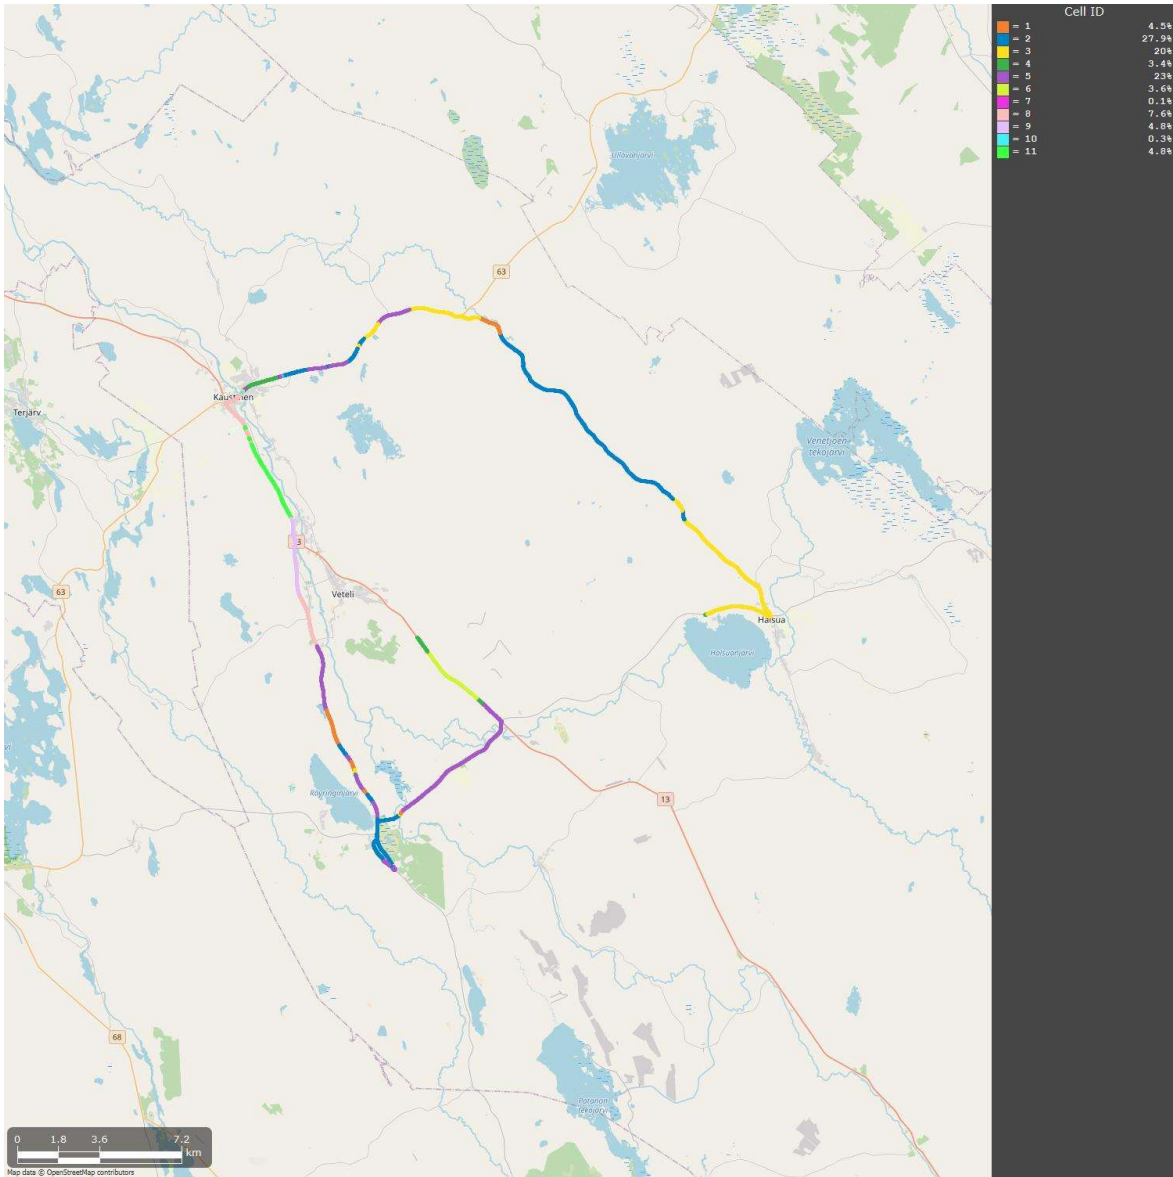 Cell ID
= 1 4.5%
= 2 27.9%
= 3 20%
= 4 3.4%
= 5 23%
= 6 3.6%
= 7 0.1%
= 8 7.6%
= 9 4.8%
= 10 0.3%
= 11 4.8%
Ullavanjärvi
63
Terjärv
Venetjoen
tekojärvi
63
Veteli
Halsua
Halsuanjärvi
Räyringinjärvi
13
68
Patanan
tekojärvi
0 1.8 3.6 7.2
km
Map data © OpenStreetMap contributors